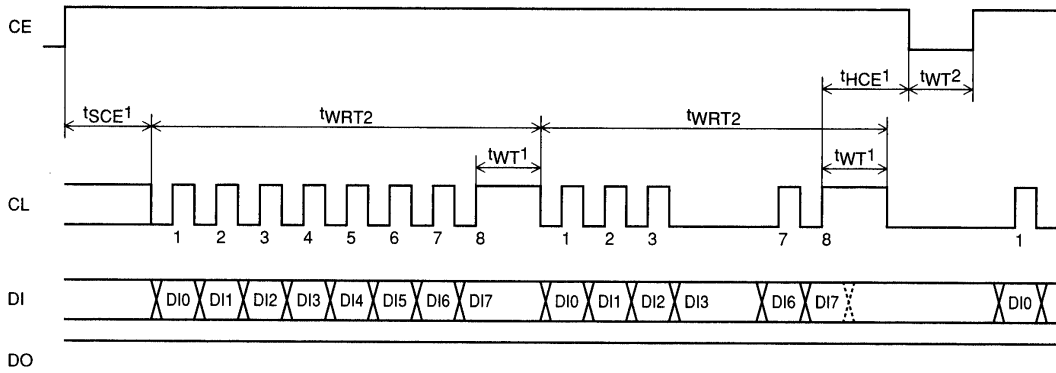 CE
tHCE1 tWT2
tSCE1 tWRT2 tWRT2
tWT1 tWT1
CL
1 2 3 4 5 6 7 8 1 2 3 7 8 1
DI DI0 DI1 DI2 DI3 DI4 DI5 DI6 DI7 DI0 DI1 DI2 DI3 DI6 DI7 DI0
DO